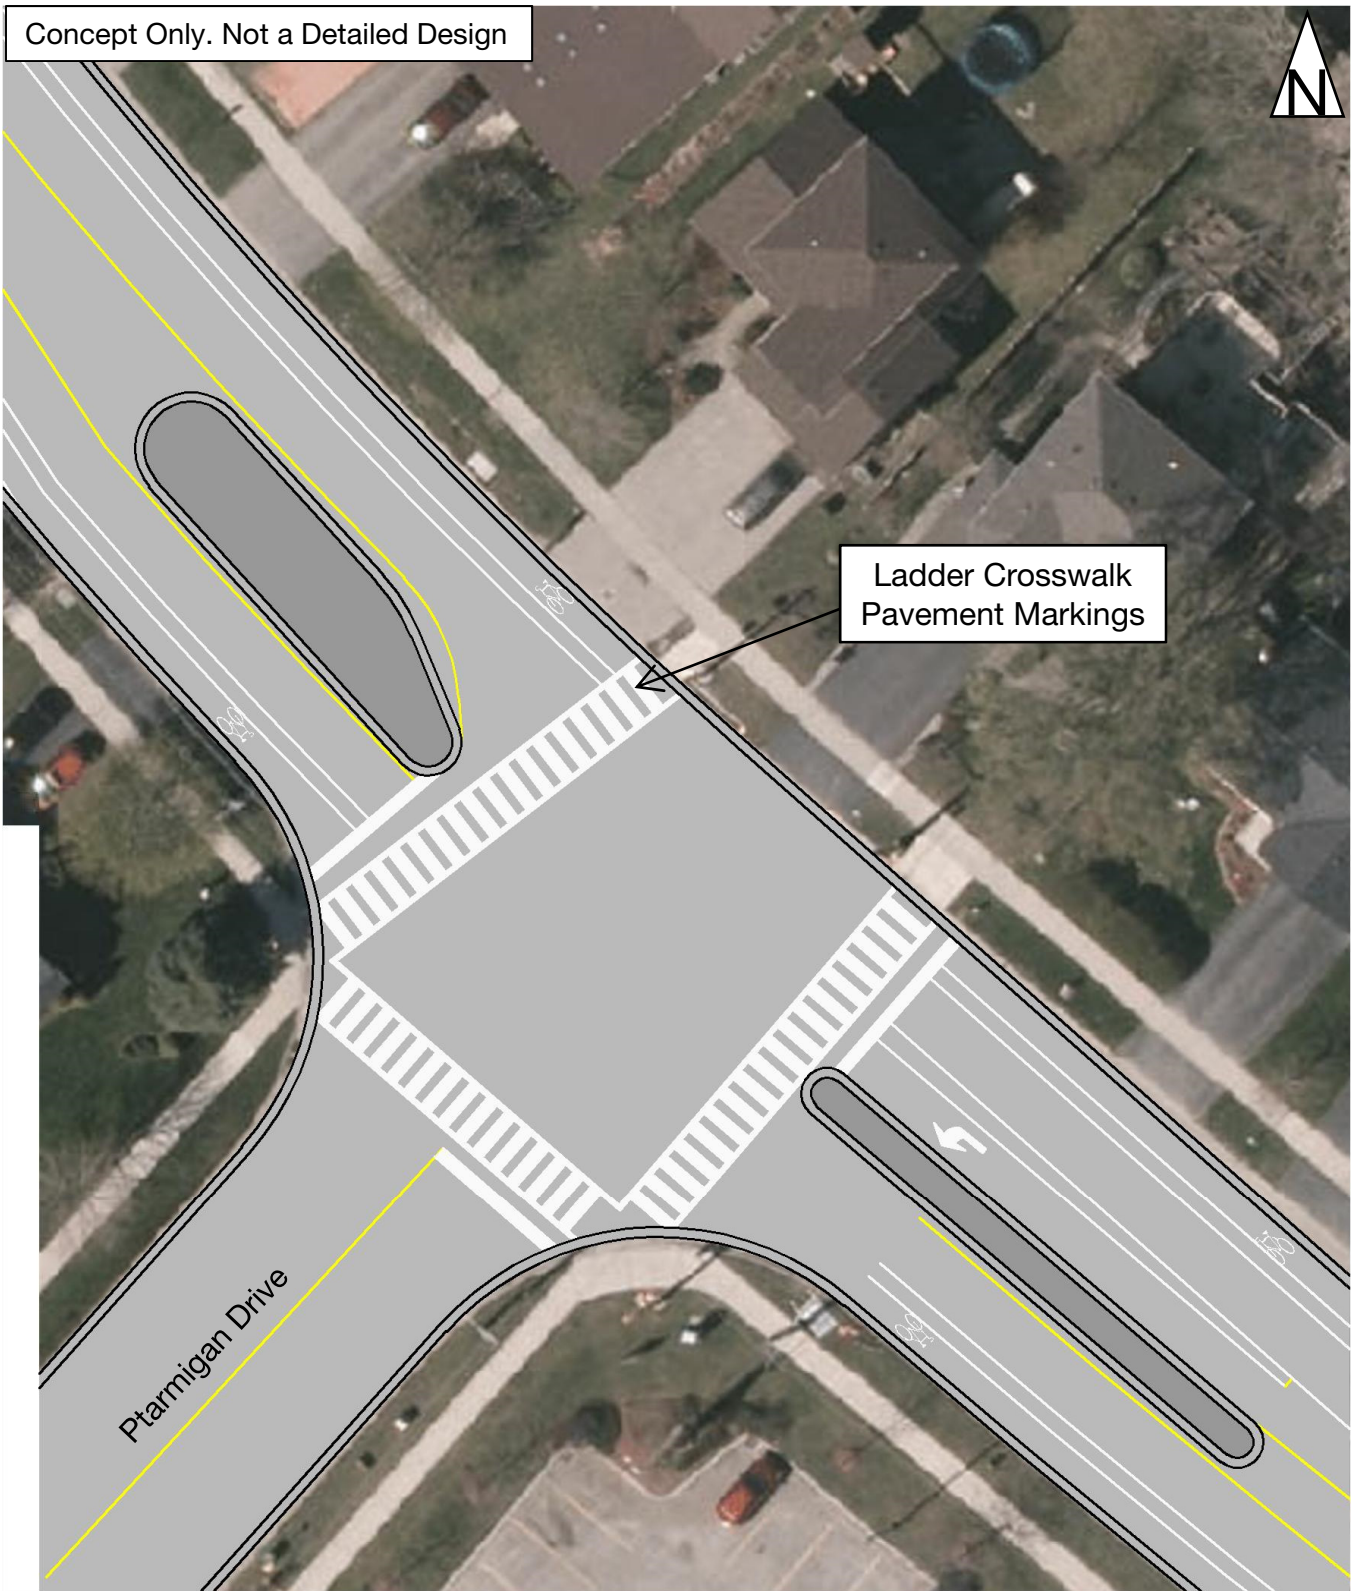 Concept Only. Not a Detailed Design
N
Ladder Crosswalk
Pavement Markings
Ptarmigan Drive